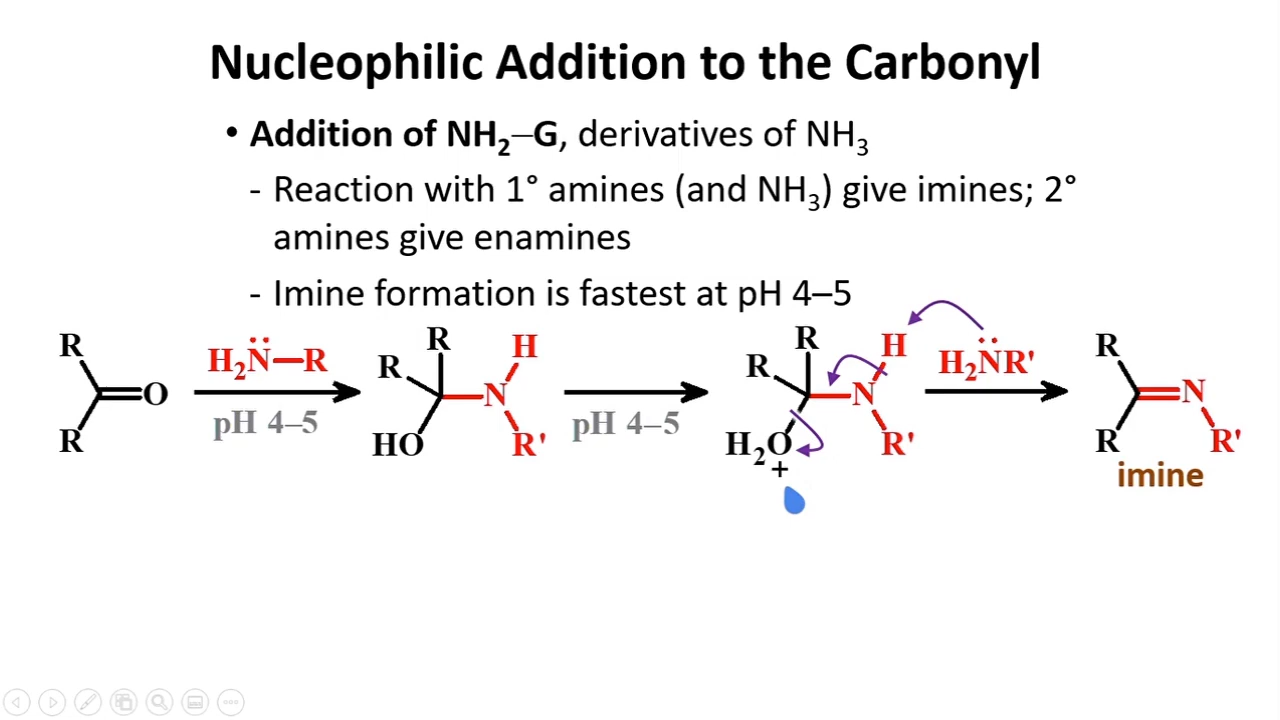 Nucleophilic Addition to the Carbonyl
• Addition of NH₂–G, derivatives of NH₃
- Reaction with 1° amines (and NH₃) give imines; 2°
amines give enamines
- Imine formation is fastest at pH 4–5
R
R
O
H₂N̈—R
pH 4–5
R
R
HO
N
H
R'
pH 4–5
R
R
H₂O
+
N
H
R'
H₂N̈R'
R
R
N
R'
imine